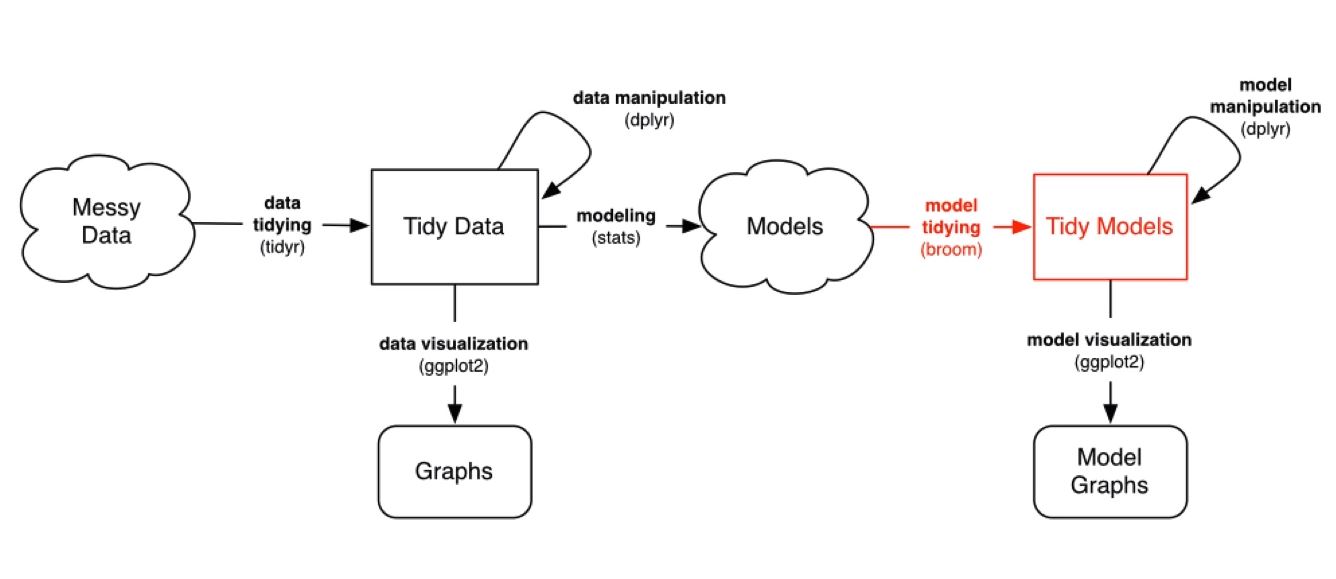 Messy
Data
data
tidying
(tidyr)
Tidy Data
data manipulation
(dplyr)
modeling
(stats)
Models
model
tidying
(broom)
Tidy Models
model
manipulation
(dplyr)
data visualization
(ggplot2)
Graphs
model visualization
(ggplot2)
Model
Graphs